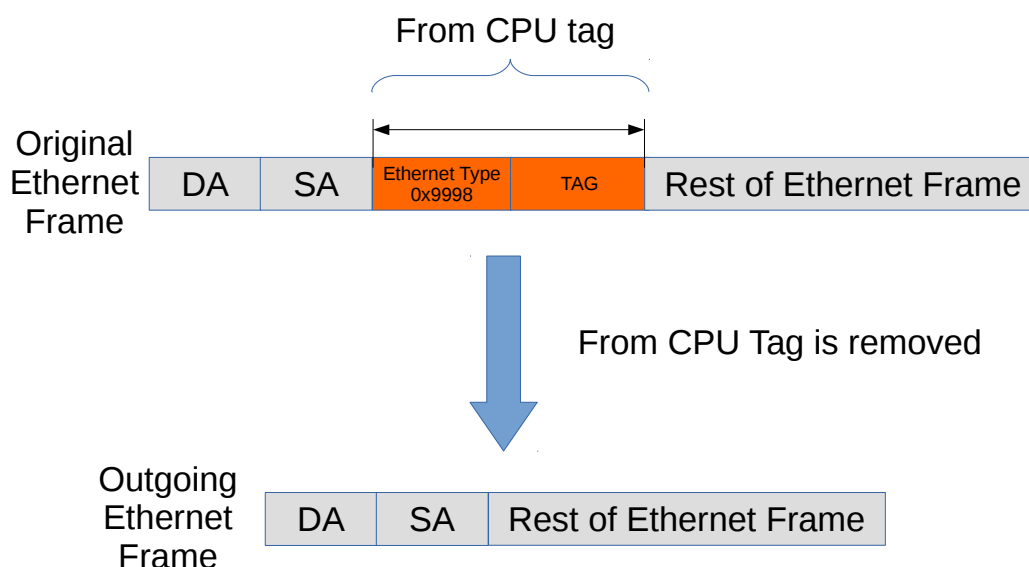 From CPU tag
Original
Ethernet
Frame
DA
SA
Ethernet Type
0x9998
TAG
Rest of Ethernet Frame
From CPU Tag is removed
Outgoing
Ethernet
Frame
DA
SA
Rest of Ethernet Frame